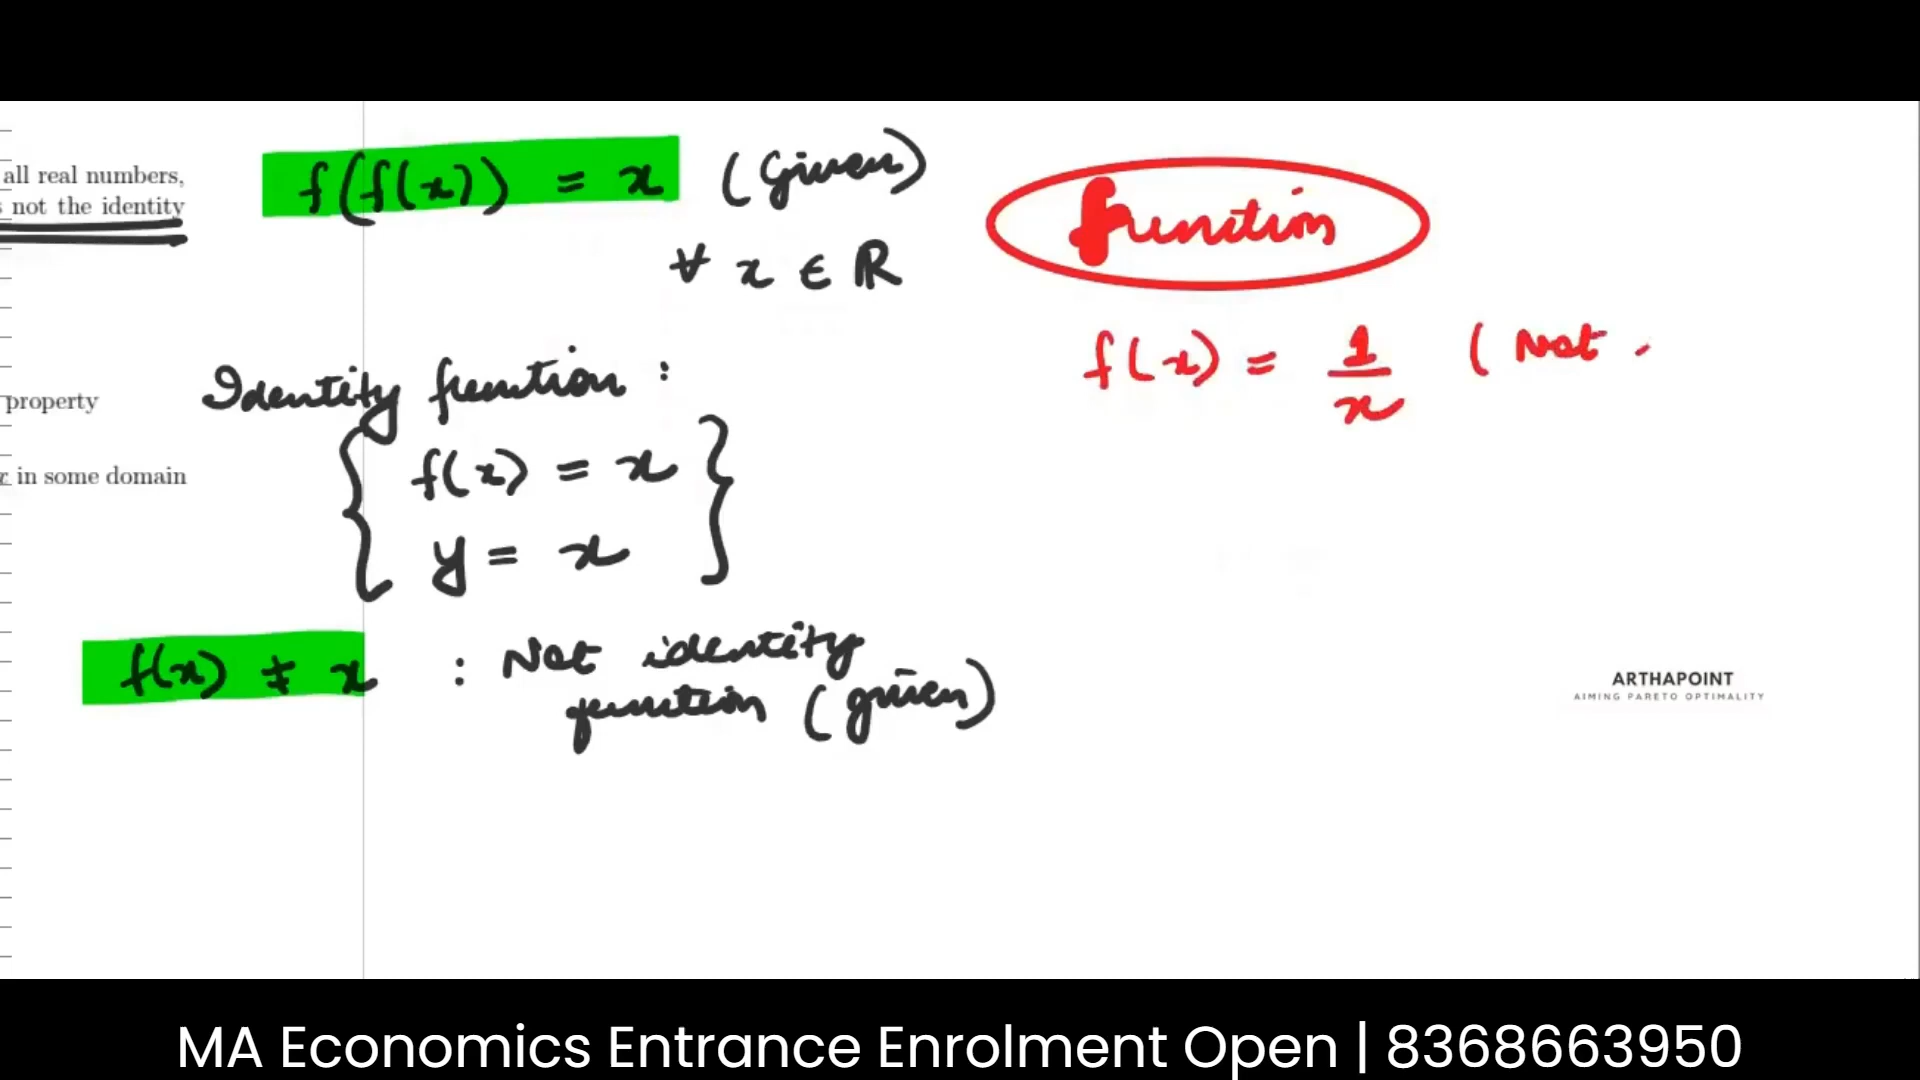 all real numbers,
s not the identity
property
x in some domain
f(f(x)) = x (Given)
∀ x ∈ ℝ
Identity function :
{ f(x) = x
y = x }
f(x) ≠ x : Not identity
function (given)
function
f(x) = 1/x (Not
ARTHAPOINT
AIMING PARETO OPTIMALITY
MA Economics Entrance Enrolment Open | 8368663950